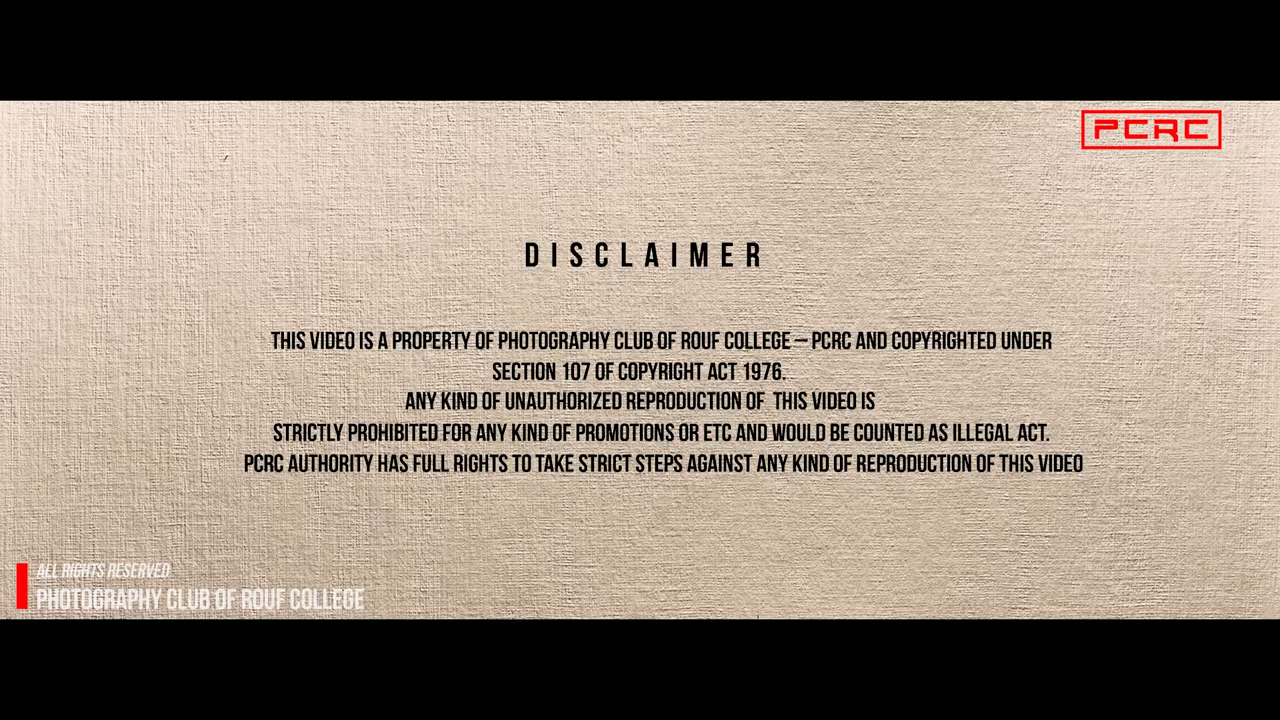 PCRC
DISCLAIMER
THIS VIDEO IS A PROPERTY OF PHOTOGRAPHY CLUB OF ROUF COLLEGE – PCRC AND COPYRIGHTED UNDER
SECTION 107 OF COPYRIGHT ACT 1976.
ANY KIND OF UNAUTHORIZED REPRODUCTION OF THIS VIDEO IS
STRICTLY PROHIBITED FOR ANY KIND OF PROMOTIONS OR ETC AND WOULD BE COUNTED AS ILLEGAL ACT.
PCRC AUTHORITY HAS FULL RIGHTS TO TAKE STRICT STEPS AGAINST ANY KIND OF REPRODUCTION OF THIS VIDEO
ALL RIGHTS RESERVED
PHOTOGRAPHY CLUB OF ROUF COLLEGE